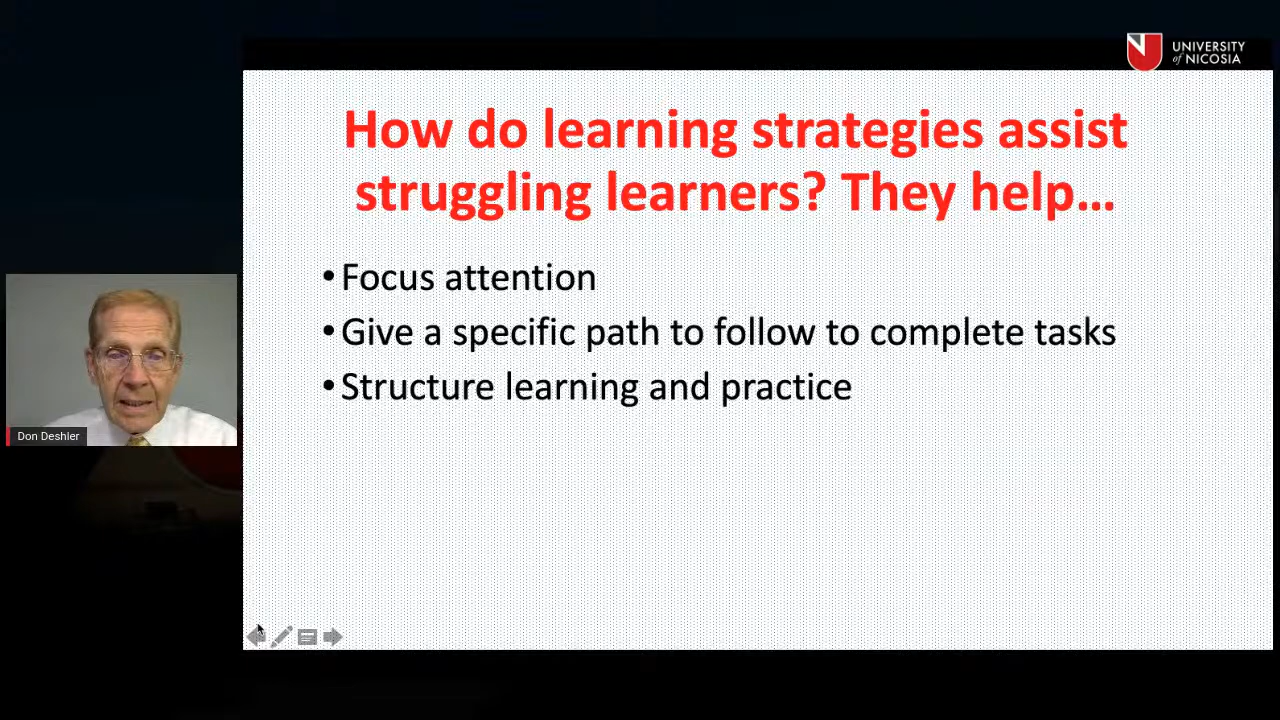 UNIVERSITY
of NICOSIA
How do learning strategies assist
struggling learners? They help...
• Focus attention
• Give a specific path to follow to complete tasks
• Structure learning and practice
Don Deshler